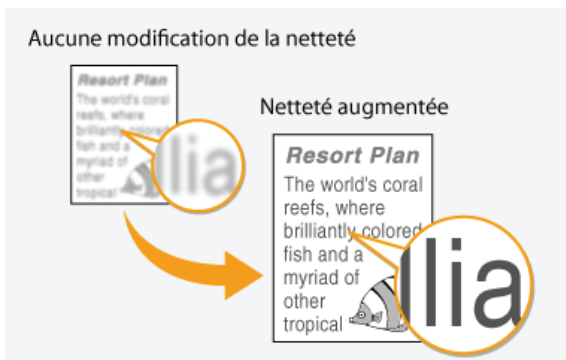 Aucune modification de la netteté
Resort Plan
The world's coral
reefs, where
brilliantly colored
fish and a
myriad of
other
tropical
lia
Netteté augmentée
Resort Plan
The world's coral
reefs, where
brilliantly colored
fish and a
myriad of
other
tropical
llia